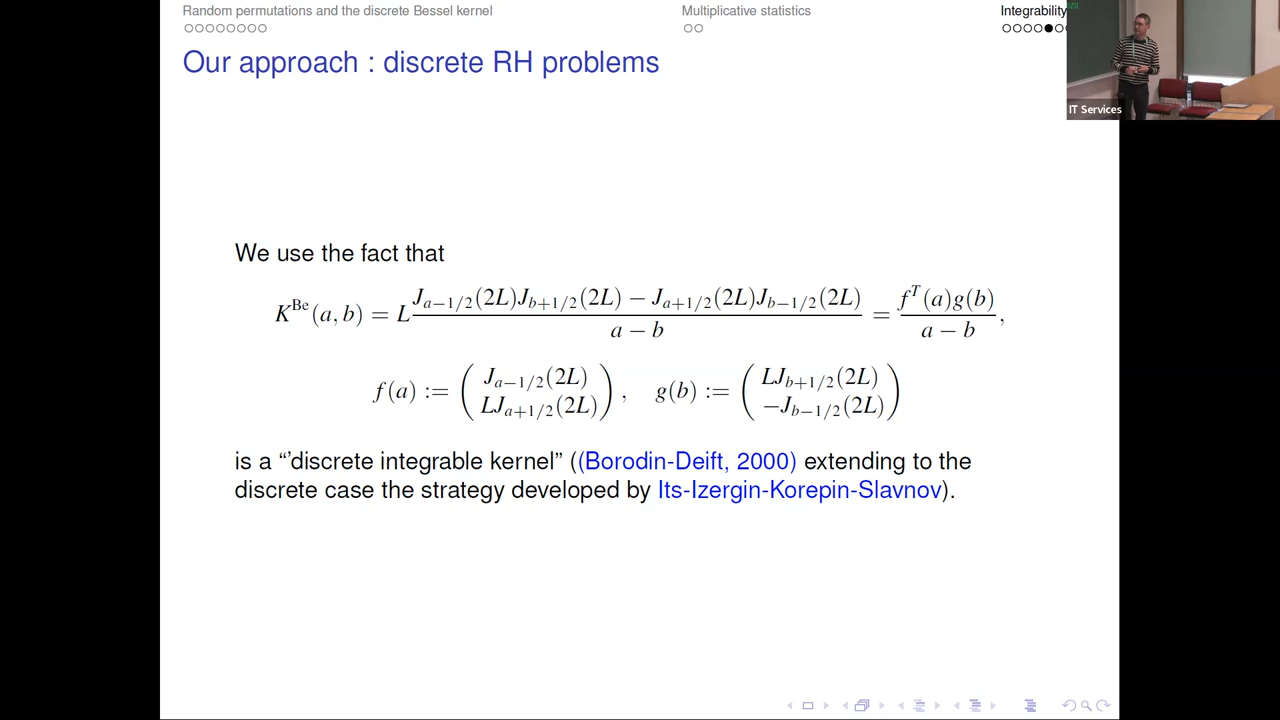 Random permutations and the discrete Bessel kernel
Multiplicative statistics
Integrability
Our approach : discrete RH problems
We use the fact that
K^{Be}(a, b) = L \frac{J_{a-1/2}(2L)J_{b+1/2}(2L) − J_{a+1/2}(2L)J_{b-1/2}(2L)}{a − b} = \frac{f^T(a)g(b)}{a − b},
f(a) := \begin{pmatrix} J_{a-1/2}(2L) \\ LJ_{a+1/2}(2L) \end{pmatrix}, g(b) := \begin{pmatrix} LJ_{b+1/2}(2L) \\ −J_{b-1/2}(2L) \end{pmatrix}
is a “’discrete integrable kernel” ((Borodin-Deift, 2000) extending to the
discrete case the strategy developed by Its-Izergin-Korepin-Slavnov).
IT Services